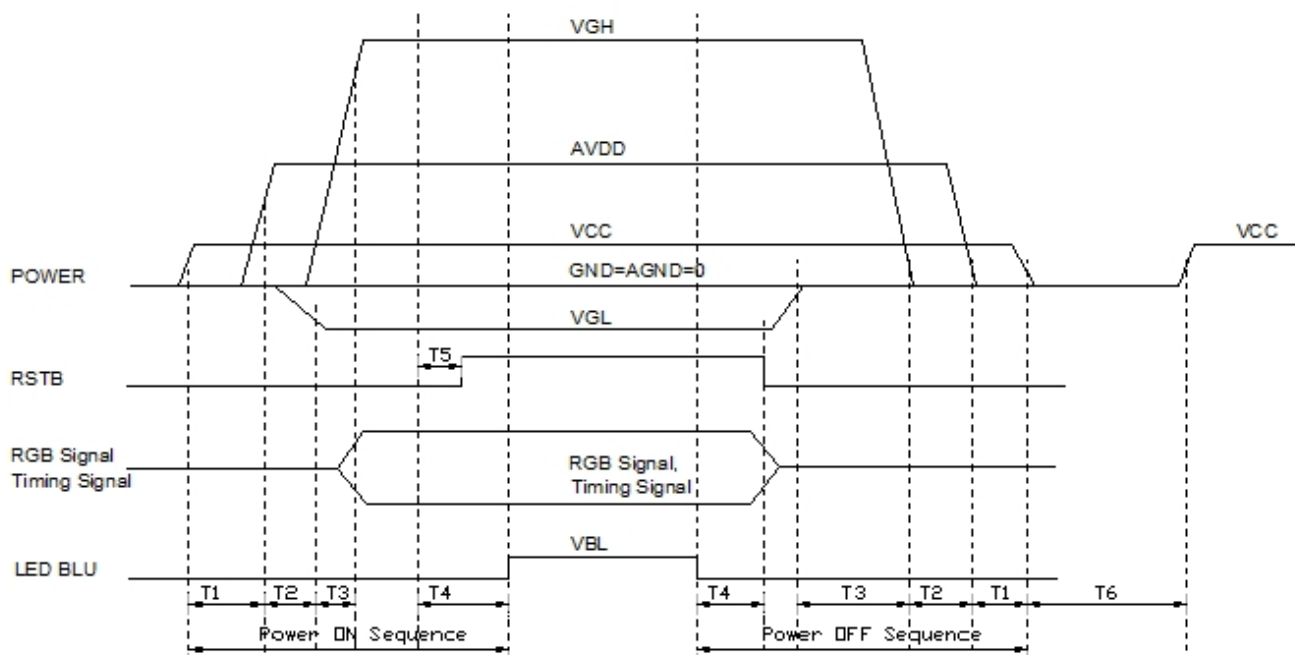 VGH
AVDD
VCC
VCC
POWER
GND=AGND=0
VGL
T5
RSTB
RGB Signal
Timing Signal
RGB Signal,
Timing Signal
VBL
LED BLU
T1 T2 T3 T4 T4 T3 T2 T1 T6
Power ON Sequence Power OFF Sequence